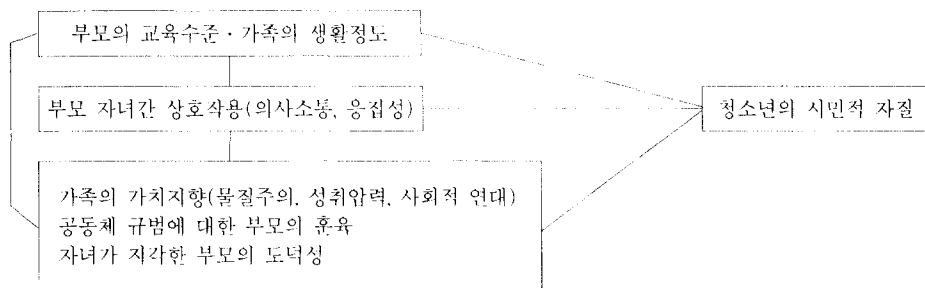 부모의 교육수준·가족의 생활정도
부모 자녀간 상호작용(의사소통, 응집성)
청소년의 시민적 자질
가족의 가치지향(물질주의, 성취압력, 사회적 연대)
공동체 규범에 대한 부모의 훈육
자녀가 지각한 부모의 도덕성